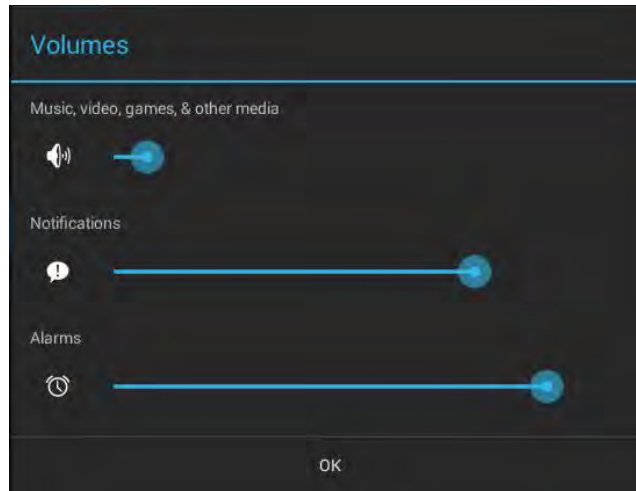 Volumes
Music, video, games, & other media
Notifications
Alarms
OK